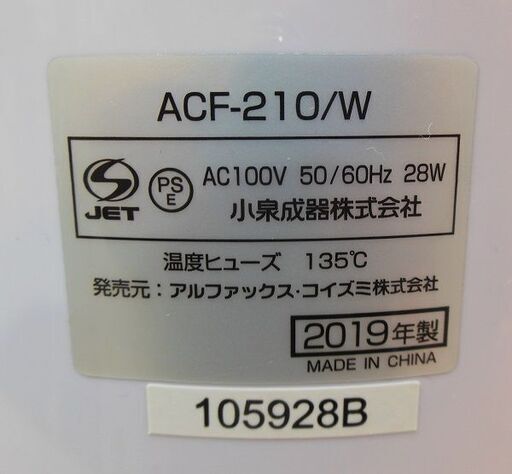 ACF-210/W
S JET
PS E
AC100V 50/60Hz 28W
小泉成器株式会社
温度ヒューズ 135℃
発売元：アルファックス・コイズミ株式会社
2019年製
MADE IN CHINA
105928B